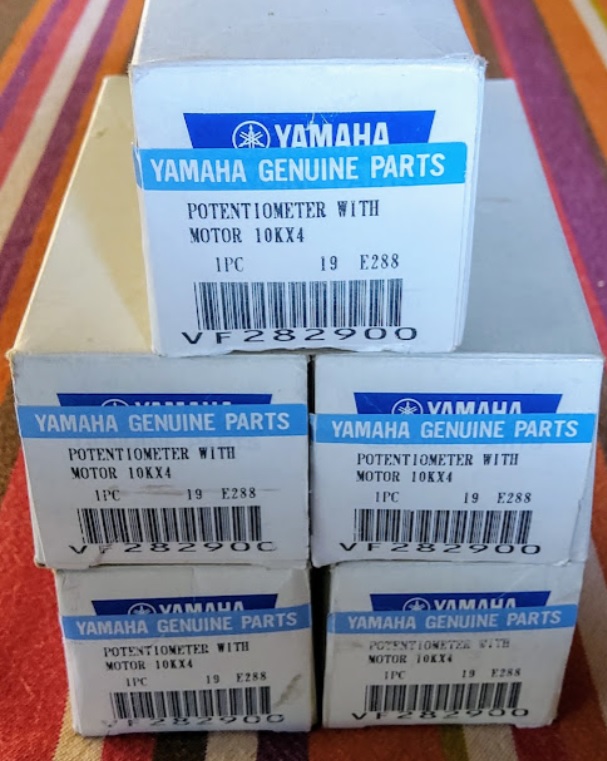 YAMAHA
YAMAHA GENUINE PARTS
POTENTIOMETER WITH
MOTOR 10KX4
1PC 19 E288
VF282900
YAMAHA
YAMAHA GENUINE PARTS
POTENTIOMETER WITH
MOTOR 10KX4
1PC 19 E288
VF282900
YAMAHA
YAMAHA GENUINE PARTS
POTENTIOMETER WITH
MOTOR 10KX4
1PC 19 E288
VF282900
YAMAHA
YAMAHA GENUINE PARTS
POTENTIOMETER WITH
MOTOR 10KX4
1PC 19 E288
VF282900
YAMAHA
YAMAHA GENUINE PARTS
POTENTIOMETER WITH
MOTOR 10KX4
1PC 19 E288
VF282900